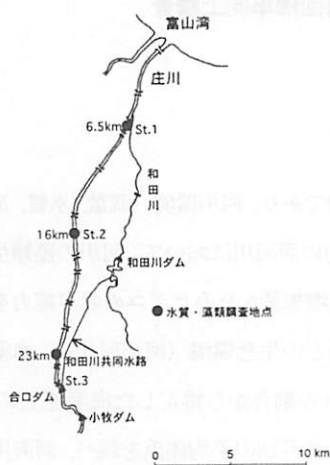 富山湾
庄川
6.5km
St.1
和田川
16km
St.2
和田川ダム
水質・藻類調査地点
23km
和田川共同水路
St.3
合口ダム
小牧ダム
5
10 km